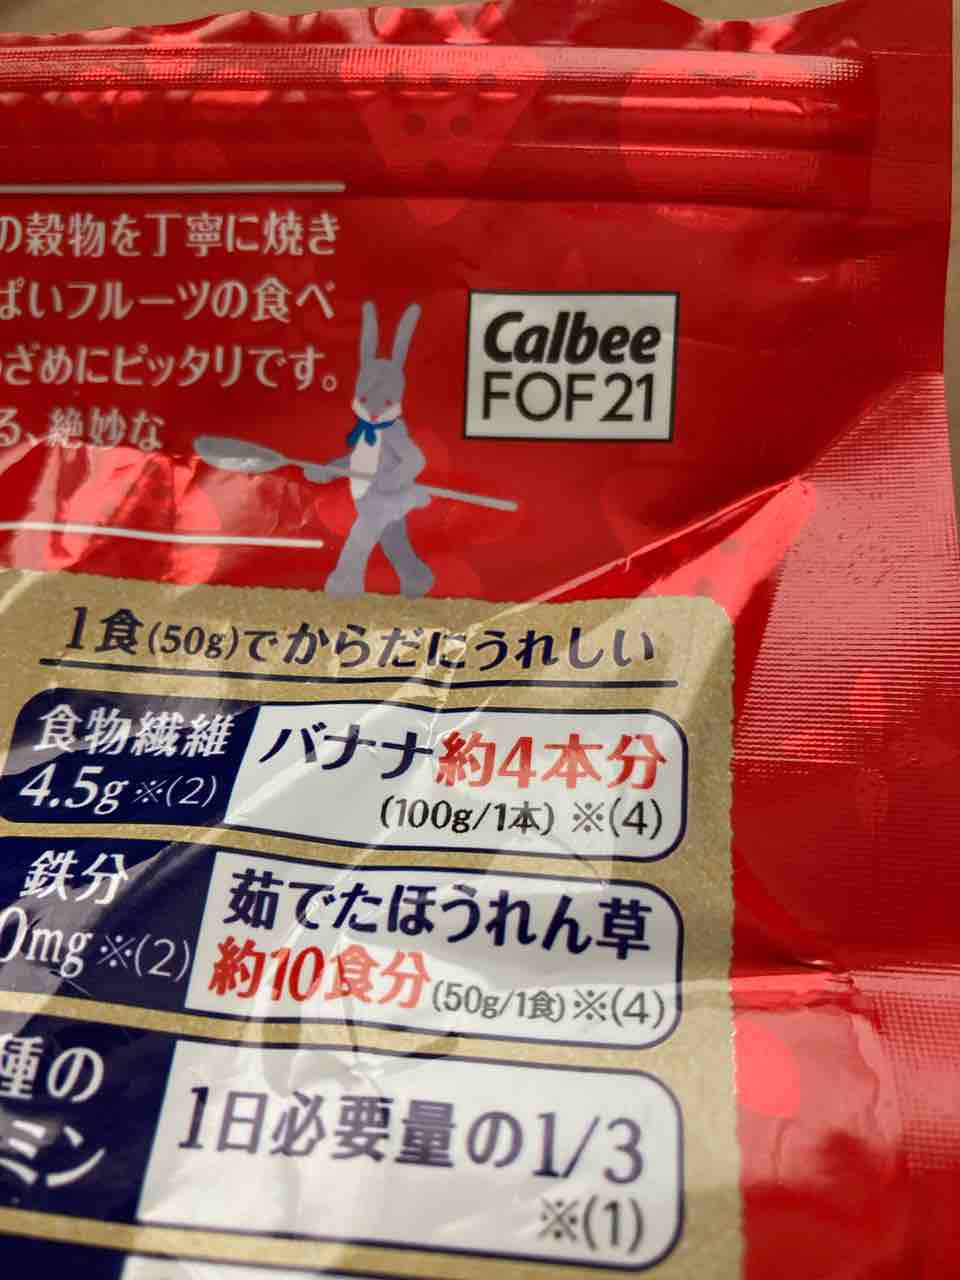 の穀物を丁寧に焼き
ぱいフルーツの食べ
ざめにピッタリです。
る、絶妙な
Calbee
FOF21
1食(50g)でからだにうれしい
食物繊維
4.5g※(2)
バナナ約4本分
(100g/1本) ※(4)
鉄分
0mg※(2)
茹でたほうれん草
約10食分(50g/1食)※(4)
種の
ミン
1日必要量の1/3
※(1)